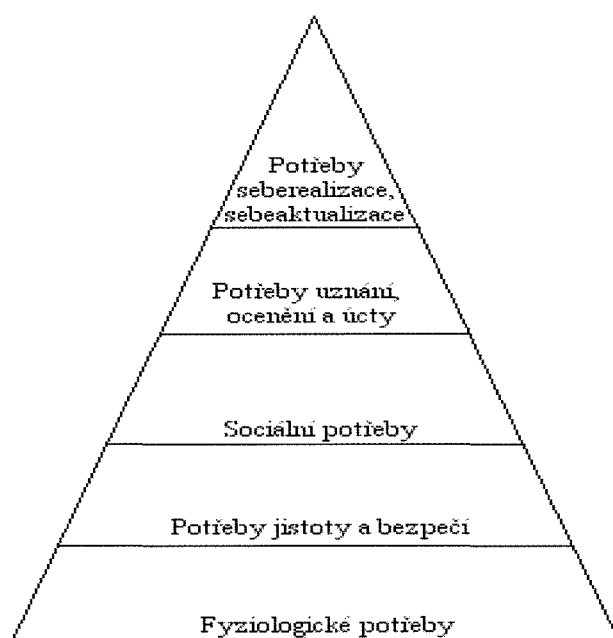 Potřeby
seberealizace,
sebeaktualizace
Potřeby uznání,
ocenění a úcty
Sociální potřeby
Potřeby jistoty a bezpečí
Fyziologické potřeby